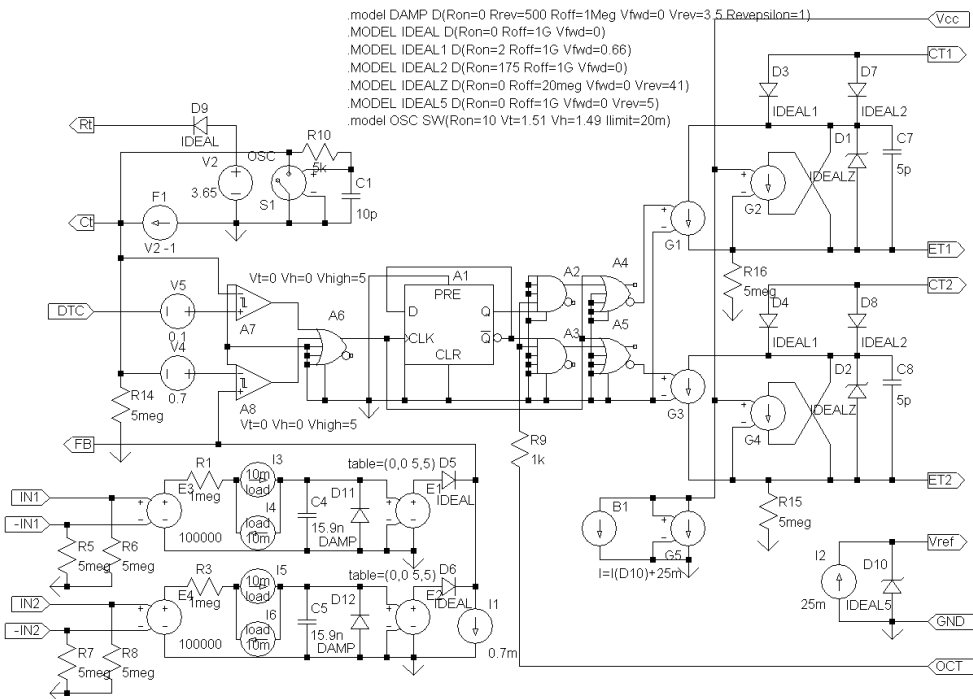 .model DAMP D(Ron=0 Rrev=500 Roff=1Meg Vfwd=0 Vrev=3.5 Revepsilon=1)
.MODEL IDEAL D(Ron=0 Roff=1G Vfwd=0)
.MODEL IDEAL1 D(Ron=2 Roff=1G Vfwd=0.66)
.MODEL IDEAL2 D(Ron=175 Roff=1G Vfwd=0)
.MODEL IDEALZ D(Ron=0 Roff=20meg Vfwd=0 Vrev=41)
.MODEL IDEAL5 D(Ron=0 Roff=1G Vfwd=0 Vrev=5)
.model OSC SW(Ron=10 Vt=1.51 Vh=1.49 Ilimit=20m)
Vcc
CT1
D3
D7
IDEAL1
IDEAL2
D9
Rt
IDEAL
R10
5k
OSC
V2
3.65
S1
C1
10p
D1
C7
IDEALZ
5p
G2
F1
Ct
V2 -1
G1
ET1
R16
5meg
CT2
Vt=0 Vh=0 Vhigh=5
V5
DTC
0.1
A7
A6
A1
PRE
D
Q
CLK
Q
CLR
A2
A4
A3
A5
D4
D8
IDEAL1
IDEAL2
V4
0.7
A8
Vt=0 Vh=0 Vhigh=5
R14
5meg
D2
C8
IDEALZ
5p
G3
G4
FB
R9
1k
ET2
R15
5meg
table=(0,0 5,5)
D5
IDEAL
R1
1meg
I3
10m
load
I4
load
10m
C4
15.9n
D11
DAMP
E1
IN1
-IN1
E3
100000
R5
5meg
R6
5meg
B1
G5
I=I(D10)+25m
Vref
I2
25m
D10
IDEAL5
GND
table=(0,0 5,5)
D6
IDEAL
R3
1meg
I5
10m
load
I6
load
10m
C5
15.9n
D12
DAMP
E2
I1
0.7m
IN2
-IN2
E4
100000
R7
5meg
R8
5meg
OCT